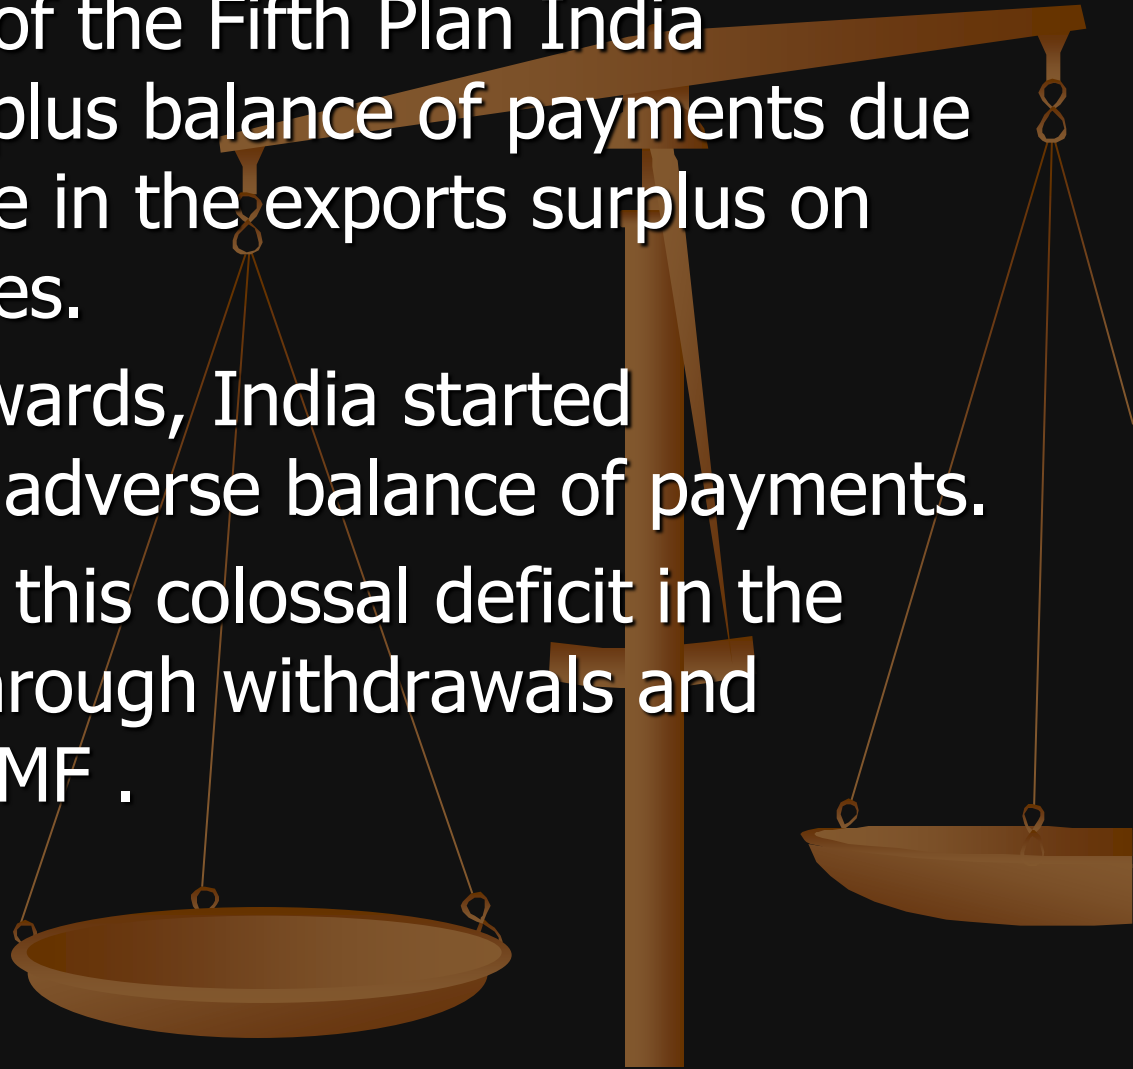 of the Fifth Plan India
plus balance of payments due
e in the exports surplus on
es.
wards, India started
adverse balance of payments.
this colossal deficit in the
rough withdrawals and
MF .